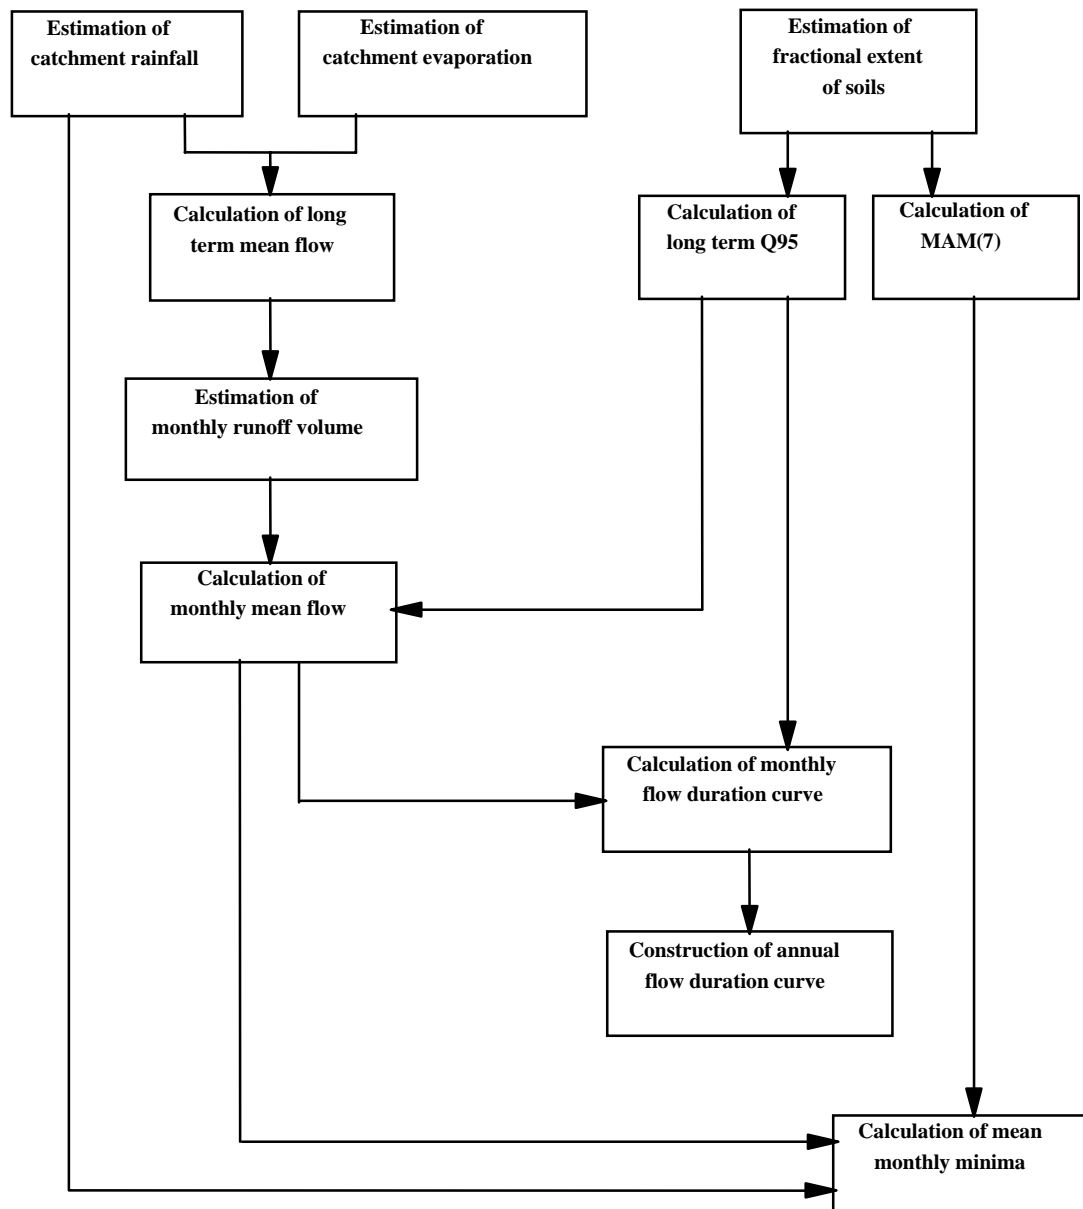 Estimation of
catchment rainfall
Estimation of
catchment evaporation
Estimation of
fractional extent
of soils
Calculation of long
term mean flow
Calculation of
long term Q95
Calculation of
MAM(7)
Estimation of
monthly runoff volume
Calculation of
monthly mean flow
Calculation of monthly
flow duration curve
Construction of annual
flow duration curve
Calculation of mean
monthly minima